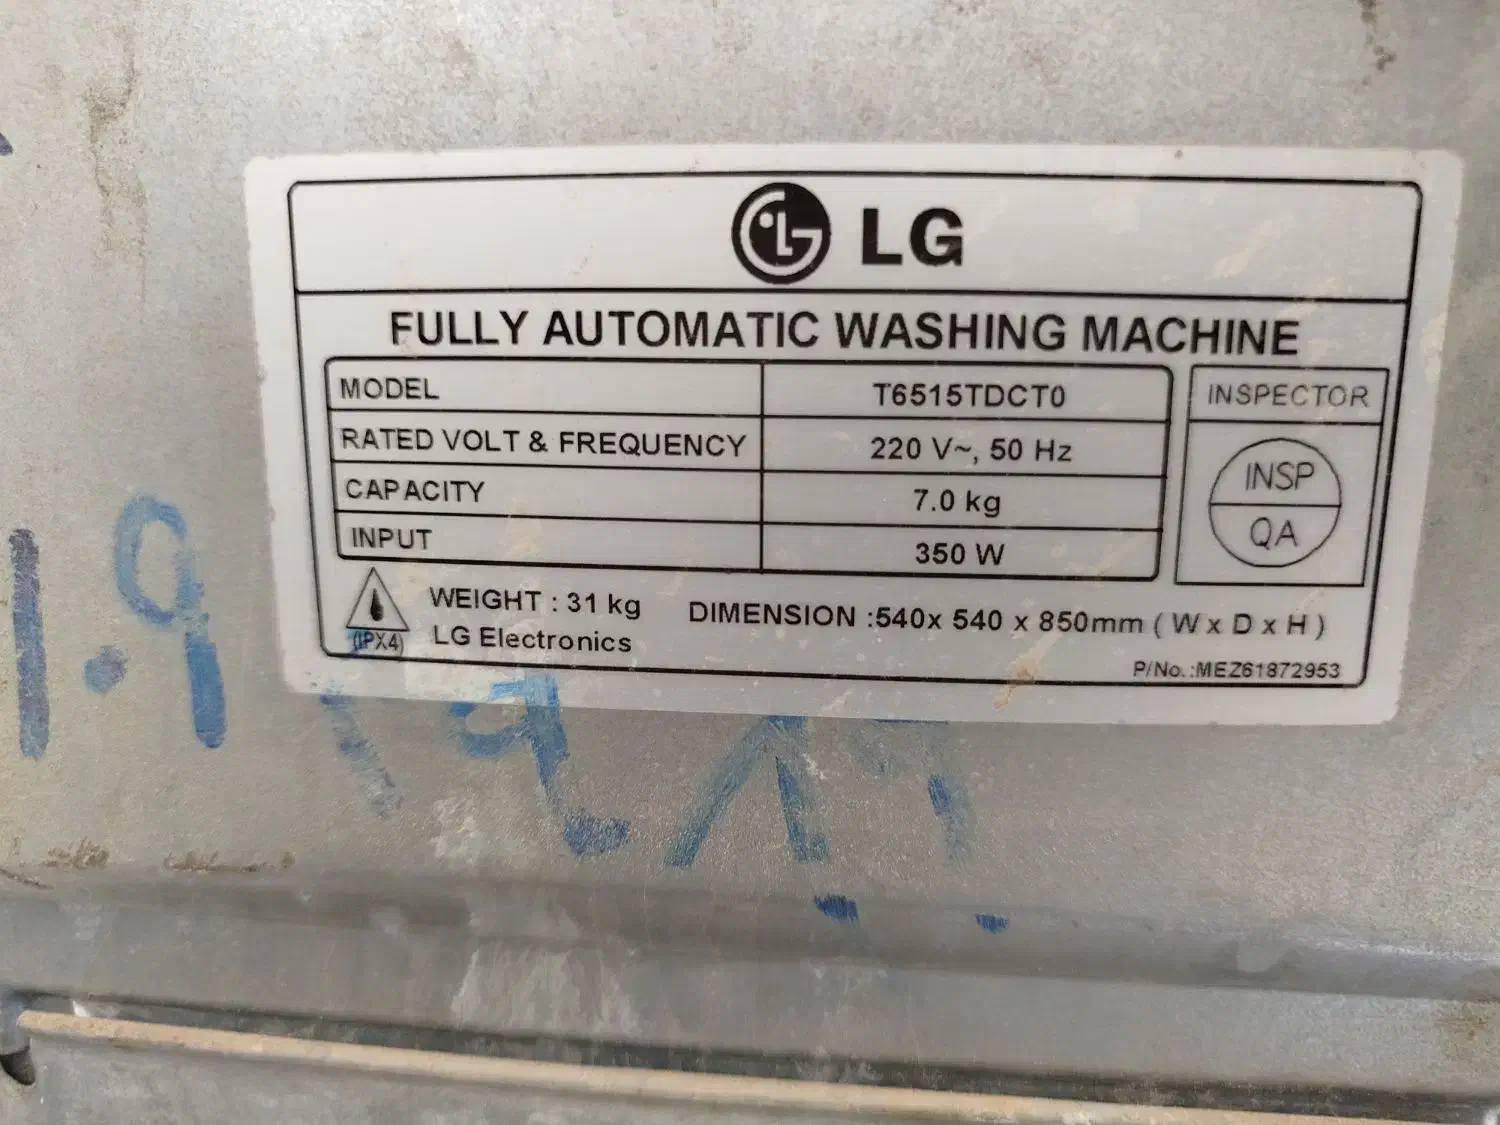 LG
FULLY AUTOMATIC WASHING MACHINE
MODEL T6515TDCT0
RATED VOLT & FREQUENCY 220 V~, 50 Hz
CAPACITY 7.0 kg
INPUT 350 W
INSPECTOR
INSP
QA
(IPX4)
WEIGHT : 31 kg
LG Electronics
DIMENSION :540x 540 x 850mm ( W x D x H )
P/No.:MEZ61872953